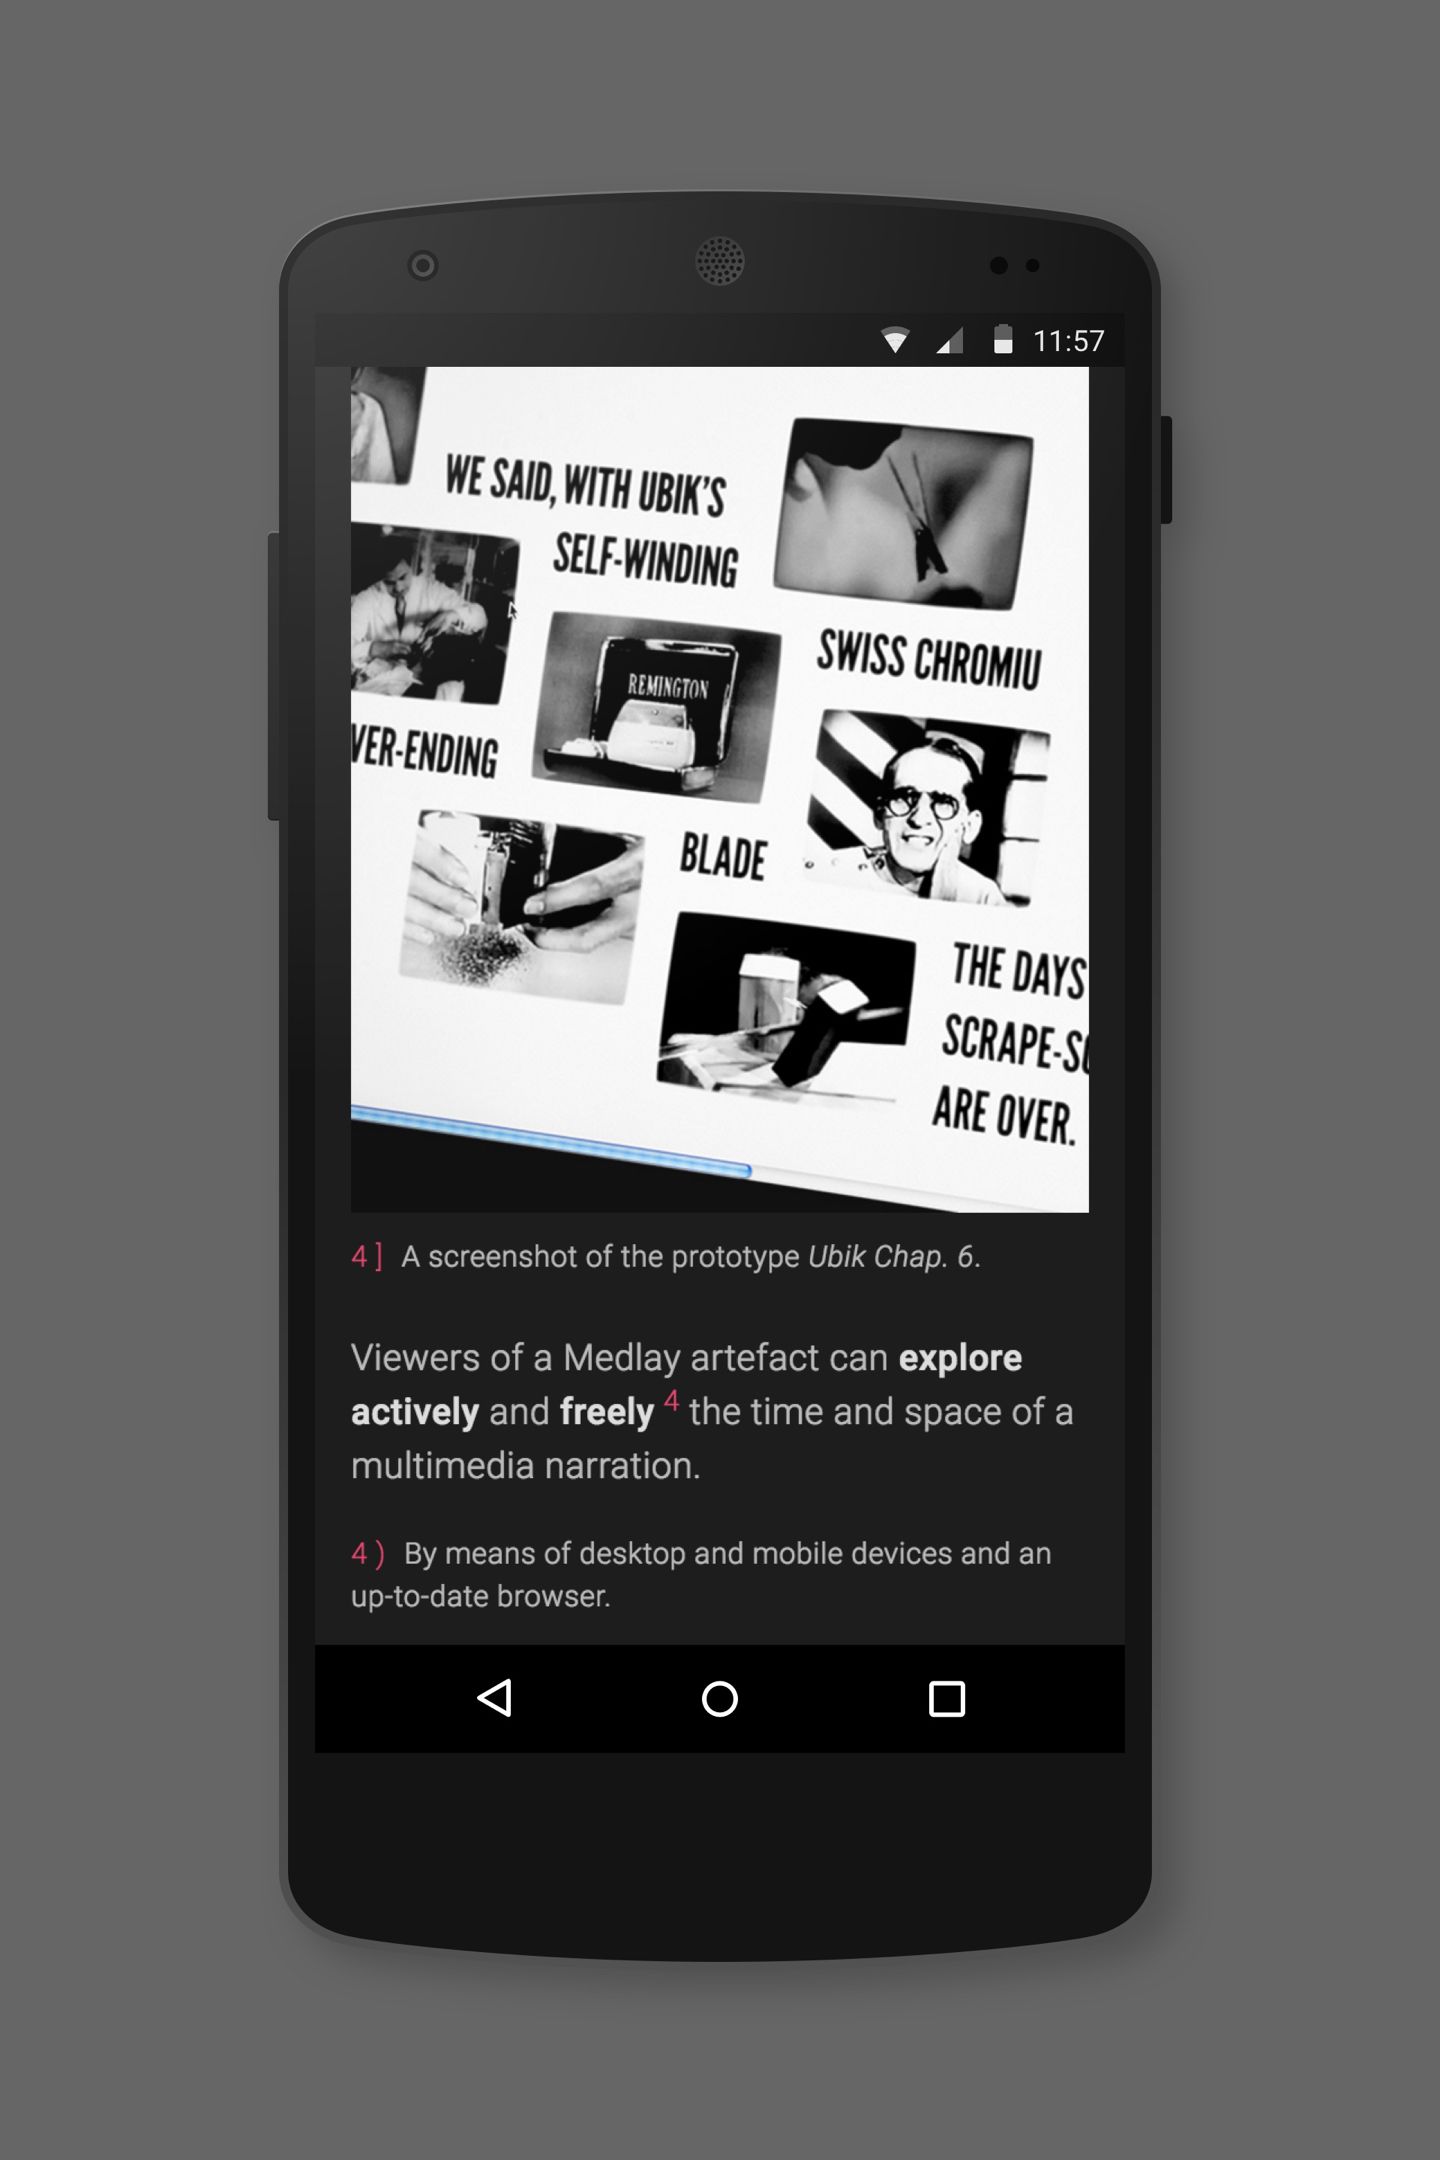 11:57
WE SAID, WITH UBIK'S
SELF-WINDING
SWISS CHROMIU
REMINGTON
VER-ENDING
BLADE
THE DAYS
SCRAPE-SC
ARE OVER.
4 ] A screenshot of the prototype Ubik Chap. 6.
Viewers of a Medlay artefact can explore
actively and freely 4 the time and space of a
multimedia narration.
4 ) By means of desktop and mobile devices and an
up-to-date browser.